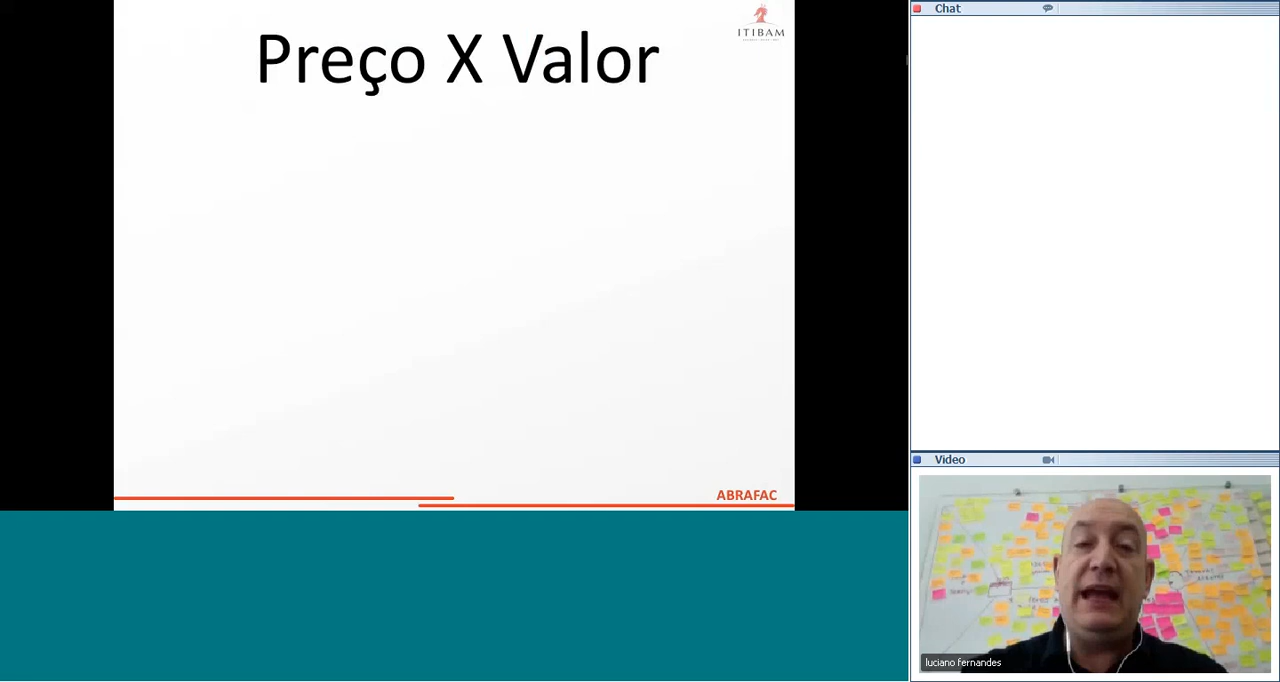 Preço X Valor
ITIBAM
ABRAFAC
Chat
Video
luciano fernandes